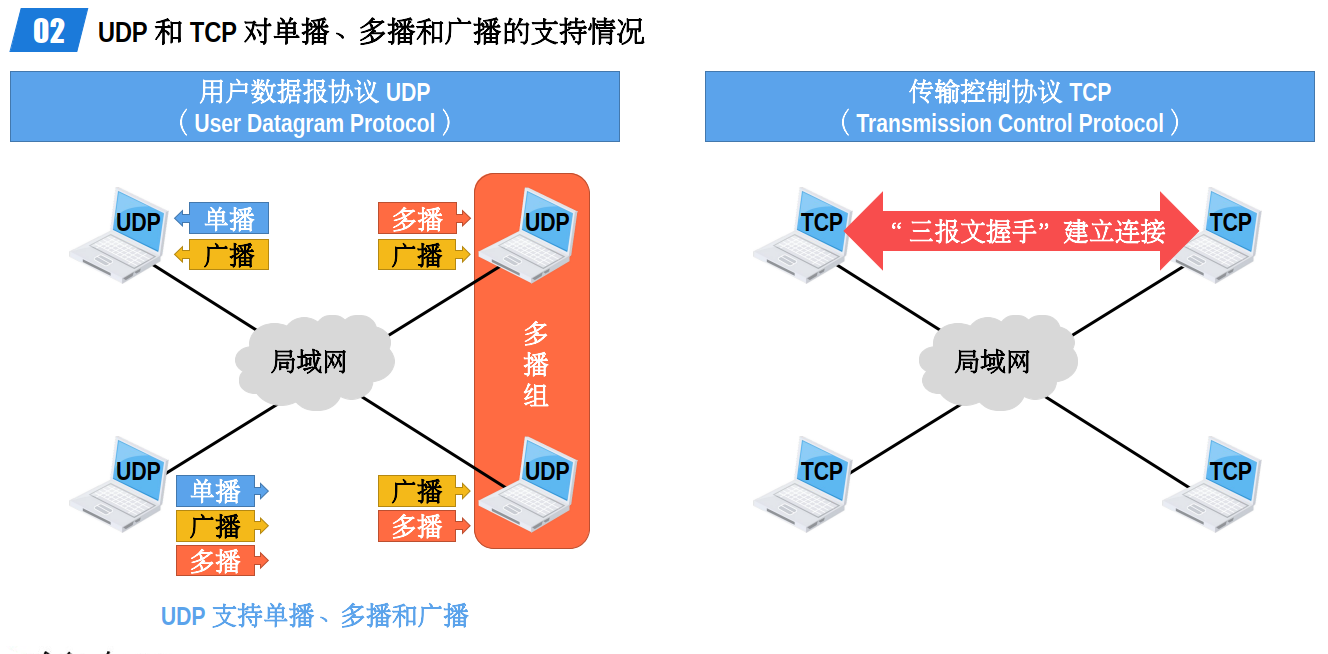 02 UDP 和 TCP 对单播、多播和广播的支持情况
用户数据报协议 UDP
（User Datagram Protocol）
传输控制协议 TCP
（Transmission Control Protocol）
UDP
单播
广播
多播
广播
UDP
多播组
局域网
UDP
单播
广播
多播
广播
多播
UDP
UDP 支持单播、多播和广播
TCP
“三报文握手” 建立连接
TCP
局域网
TCP
TCP